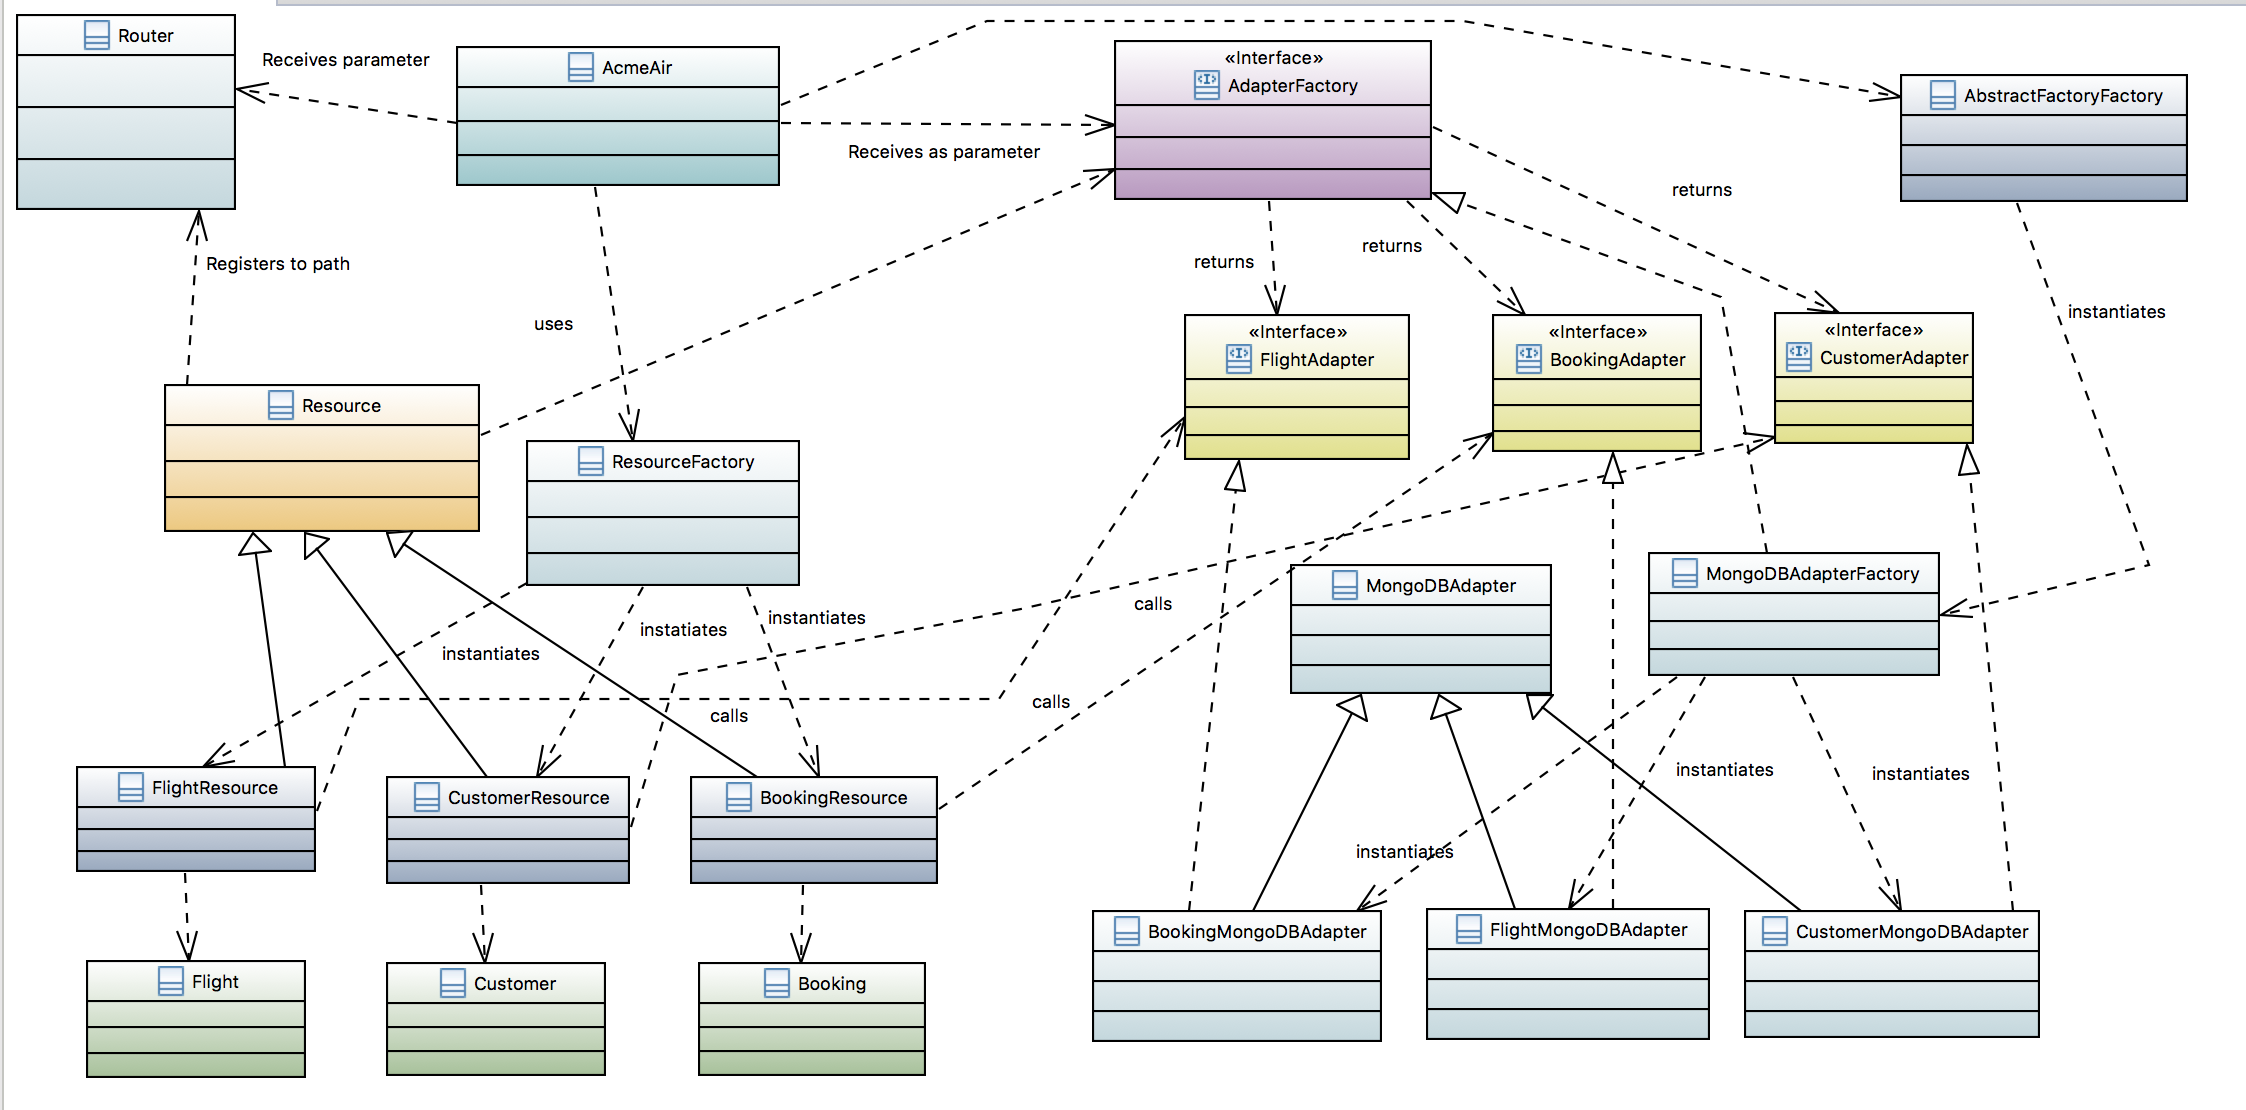 Router
Receives parameter
AcmeAir
«Interface»
AdapterFactory
AbstractFactoryFactory
Receives as parameter
returns
returns
returns
Registers to path
uses
instantiates
«Interface»
FlightAdapter
«Interface»
BookingAdapter
«Interface»
CustomerAdapter
Resource
ResourceFactory
MongoDBAdapter
MongoDBAdapterFactory
calls
instantiates
instatiates
instantiates
calls
calls
instantiates
instantiates
instantiates
FlightResource
CustomerResource
BookingResource
BookingMongoDBAdapter
FlightMongoDBAdapter
CustomerMongoDBAdapter
Flight
Customer
Booking